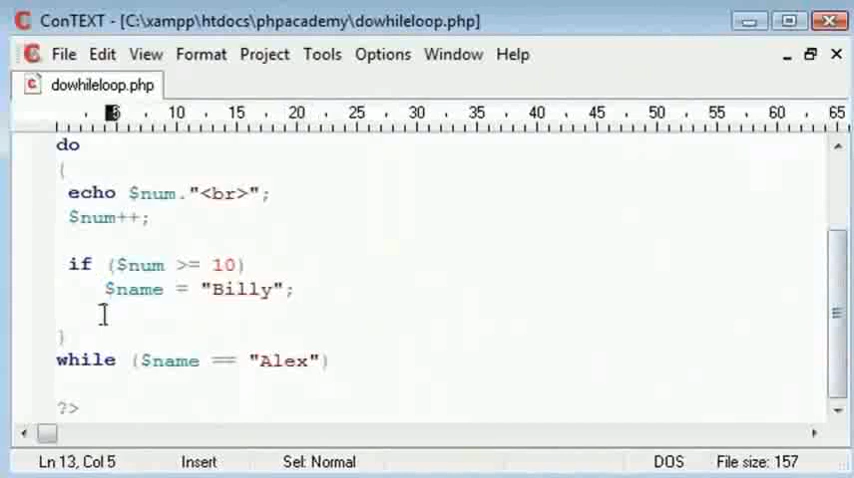 ConTEXT - [C:\xampp\htdocs\phpacademy\dowhileloop.php]
File Edit View Format Project Tools Options Window Help
dowhileloop.php
5 10 15 20 25 30 35 40 45 50 55 60 65
do
{
echo $num."<br>";
$num++;
if ($num >= 10)
$name = "Billy";
}
while ($name == "Alex")
?>
Ln 13, Col 5 Insert Sel: Normal DOS File size: 157